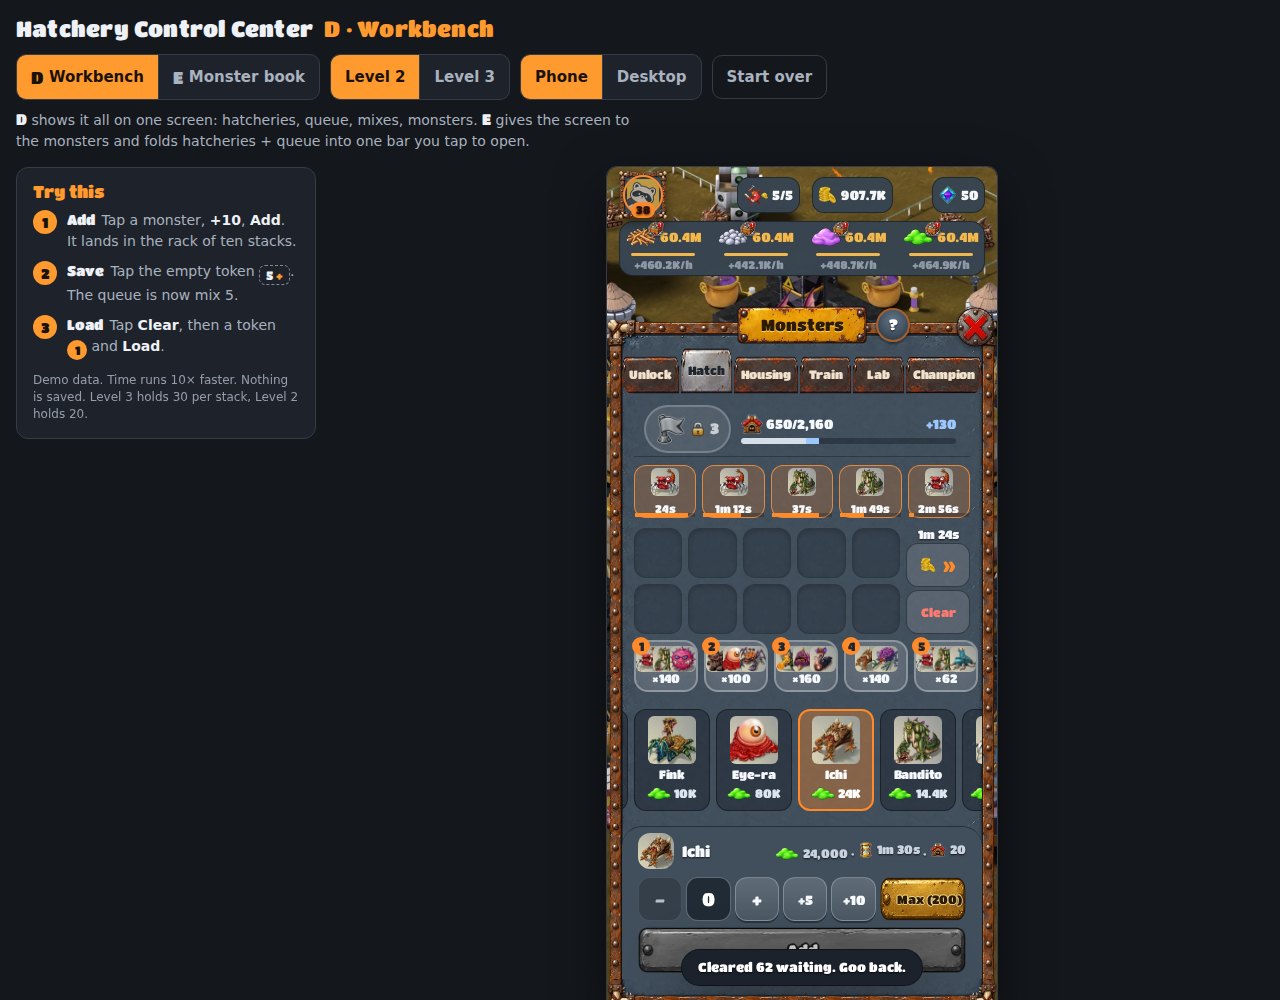 Hatchery Control Center D · Workbench
D Workbench E Monster book Level 2 Level 3 Phone Desktop Start over
D shows it all on one screen: hatcheries, queue, mixes, monsters. E gives the screen to
the monsters and folds hatcheries + queue into one bar you tap to open.
Try this
1 Add Tap a monster, +10, Add.
It lands in the rack of ten stacks.
2 Save Tap the empty token 5 + .
The queue is now mix 5.
3 Load Tap Clear, then a token
1 and Load.
Demo data. Time runs 10× faster. Nothing
is saved. Level 3 holds 30 per stack, Level 2
holds 20.
30 5/5 907.7K 50
60.4M 60.4M 60.4M 60.4M
+460.2K/h +442.1K/h +448.7K/h +464.9K/h
Monsters ?
Unlock Hatch Housing Train Lab Champion
3 650/2,160 +130
24s 1m 12s 37s 1m 49s 2m 56s
1m 24s
»
Clear
1 2 3 4 5
×140 ×100 ×160 ×140 ×62
Fink Eye-ra Ichi Bandito
10K 80K 24K 14.4K
Ichi 24,000 · 1m 30s · 20
− 0 + +5 +10 Max (200)
Add
Cleared 62 waiting. Goo back.